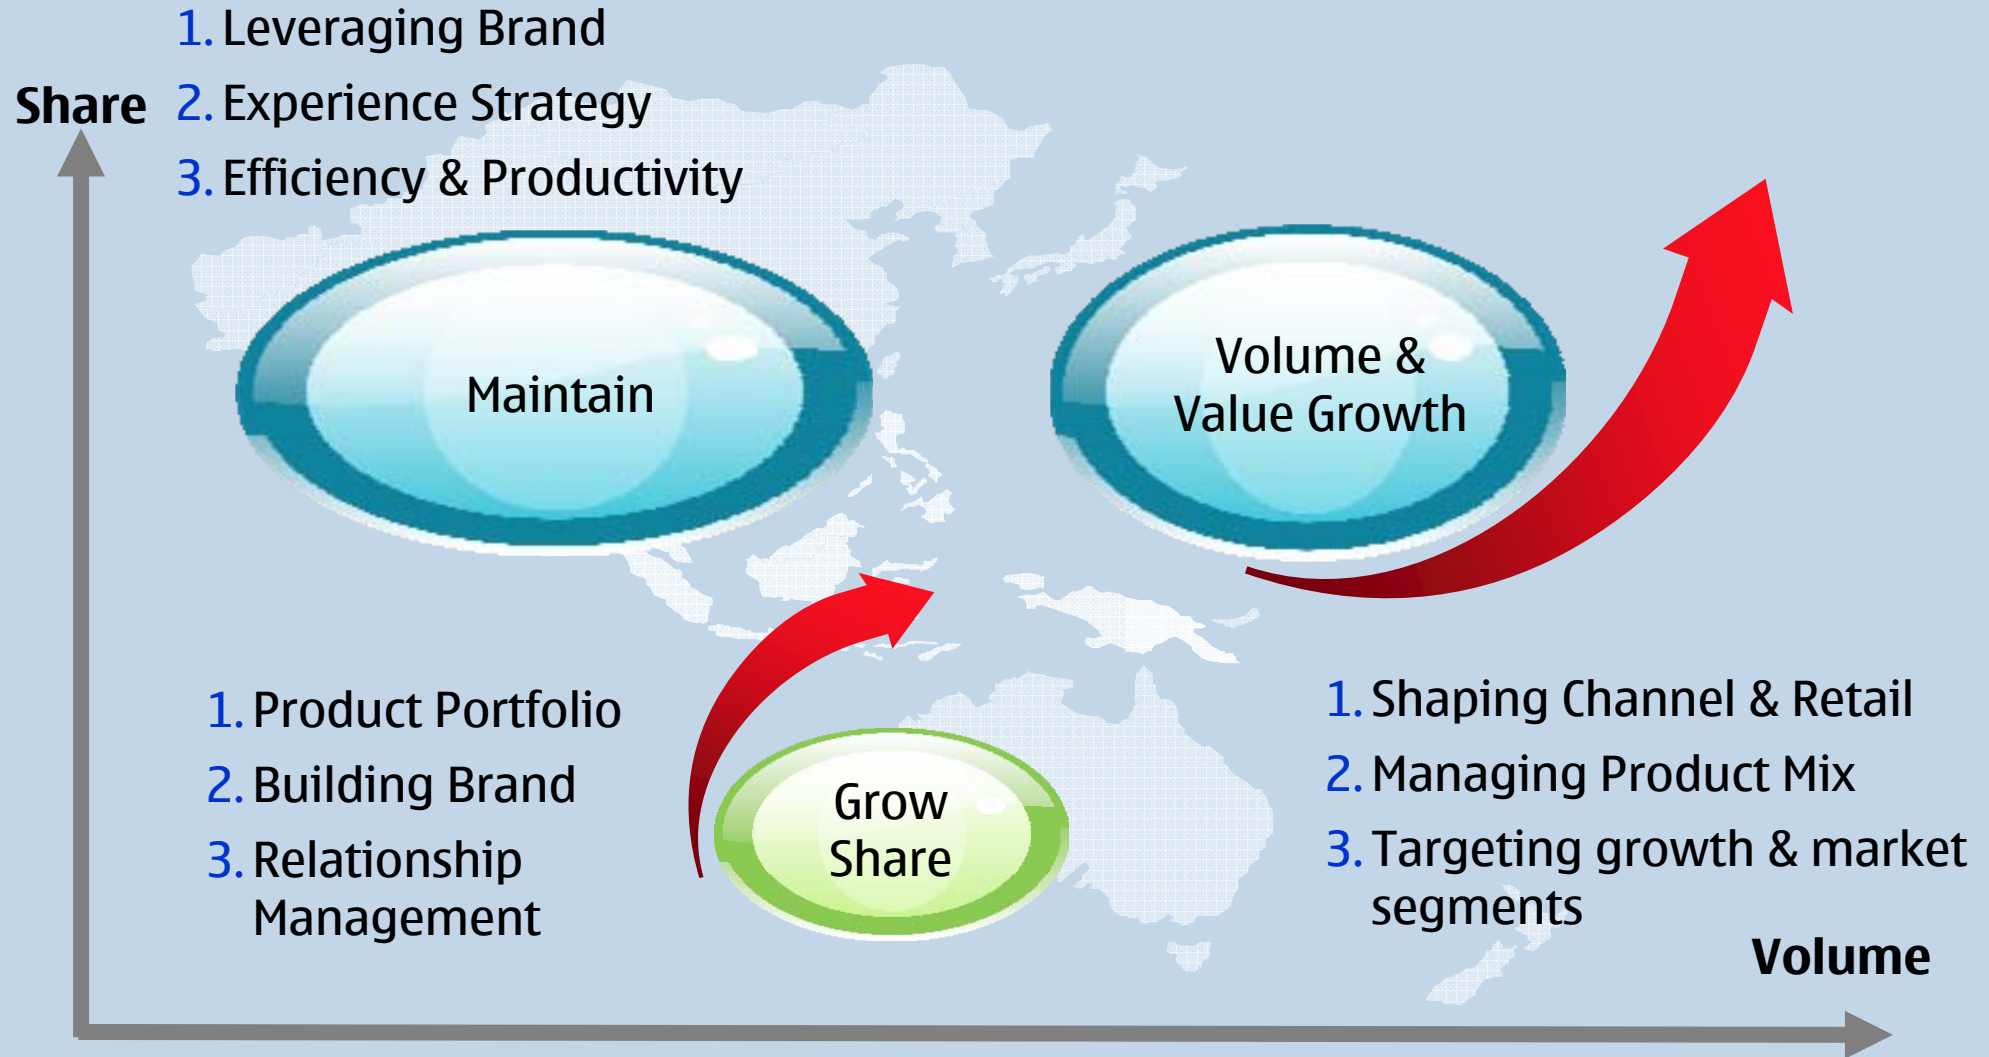 1. Leveraging Brand
Share
2. Experience Strategy
3. Efficiency & Productivity
Maintain
Volume &
Value Growth
1. Product Portfolio
2. Building Brand
3. Relationship
Management
Grow
Share
1. Shaping Channel & Retail
2. Managing Product Mix
3. Targeting growth & market
segments
Volume